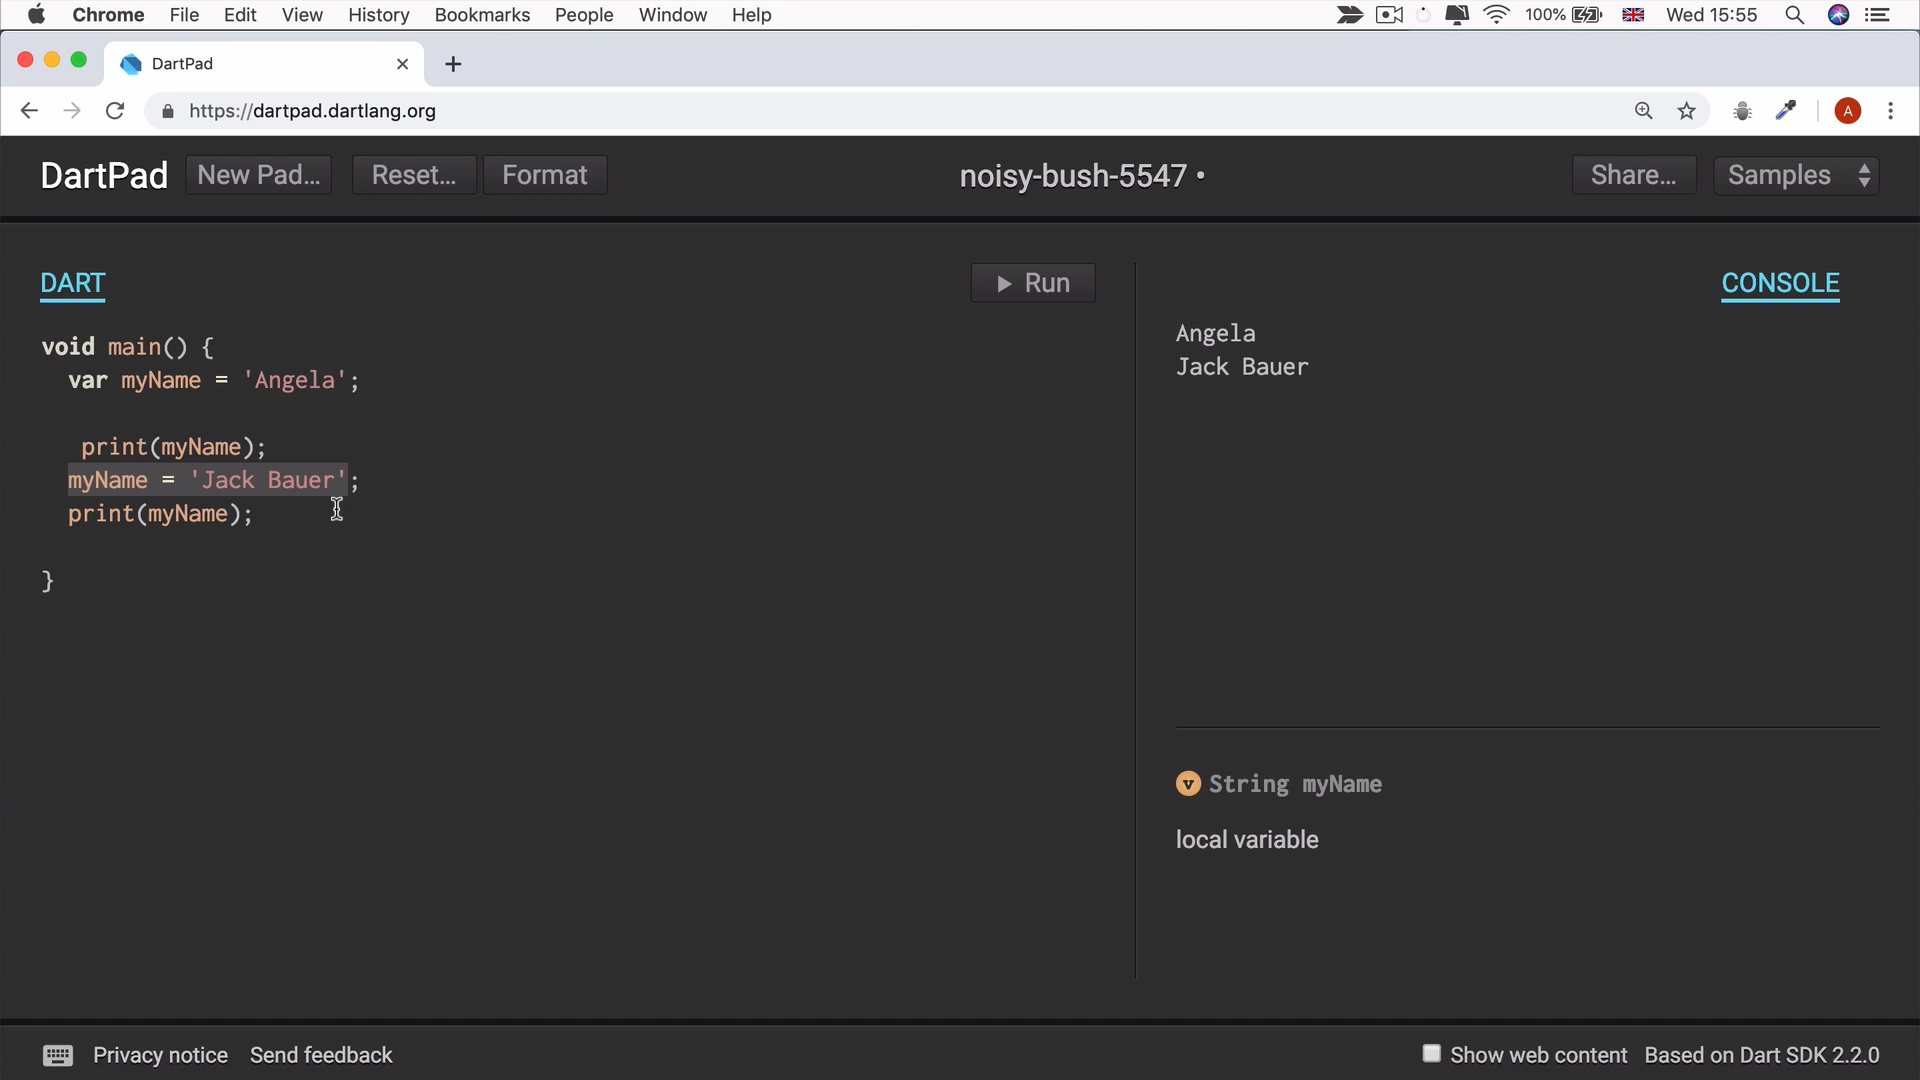 Chrome File Edit View History Bookmarks People Window Help 100% Wed 15:55
DartPad
https://dartpad.dartlang.org A
DartPad New Pad... Reset... Format noisy-bush-5547 • Share... Samples
DART Run CONSOLE
void main() {
var myName = 'Angela';
print(myName);
myName = 'Jack Bauer';
print(myName);
}
Angela
Jack Bauer
v String myName
local variable
Privacy notice Send feedback Show web content Based on Dart SDK 2.2.0